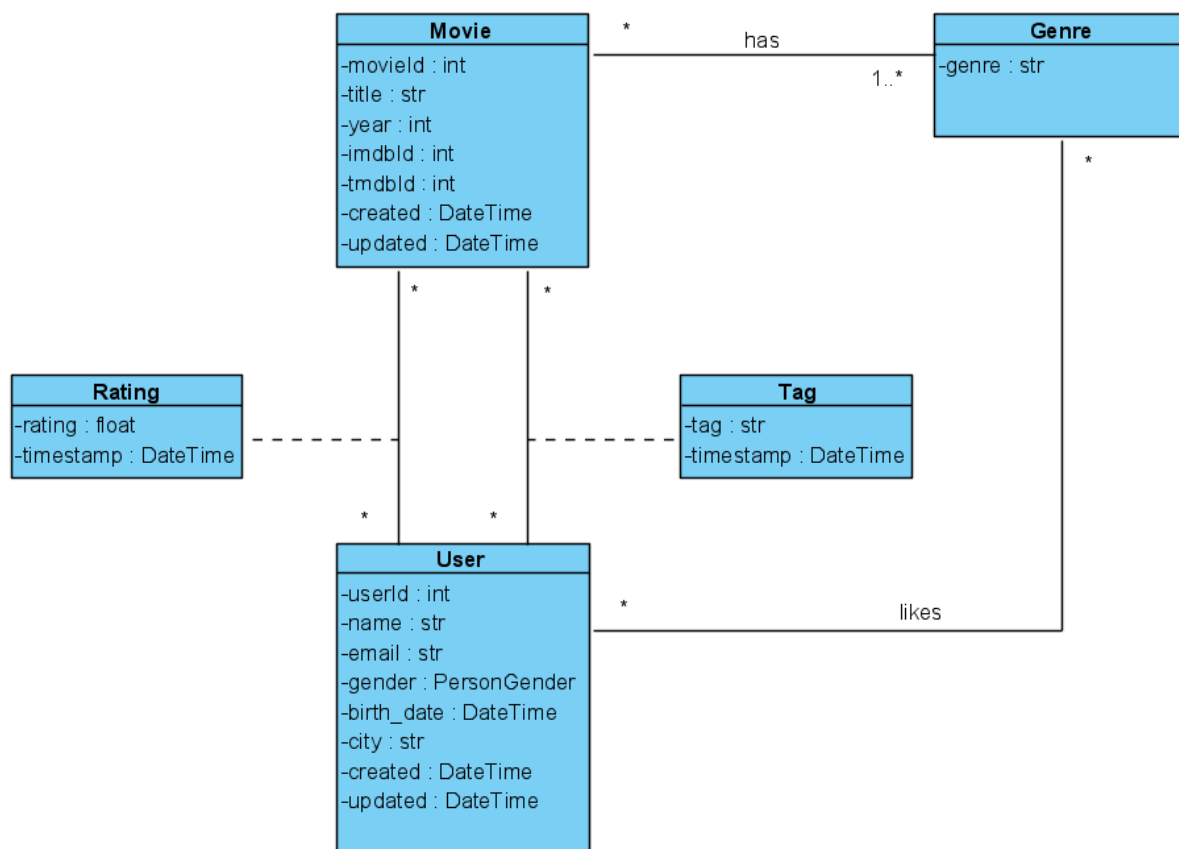 Movie
-movieId : int
-title : str
-year : int
-imdbId : int
-tmdbId : int
-created : DateTime
-updated : DateTime
*
has
1..*
Genre
-genre : str
*
*
*
Rating
-rating : float
-timestamp : DateTime
Tag
-tag : str
-timestamp : DateTime
*
*
User
-userId : int
-name : str
-email : str
-gender : PersonGender
-birth_date : DateTime
-city : str
-created : DateTime
-updated : DateTime
*
likes